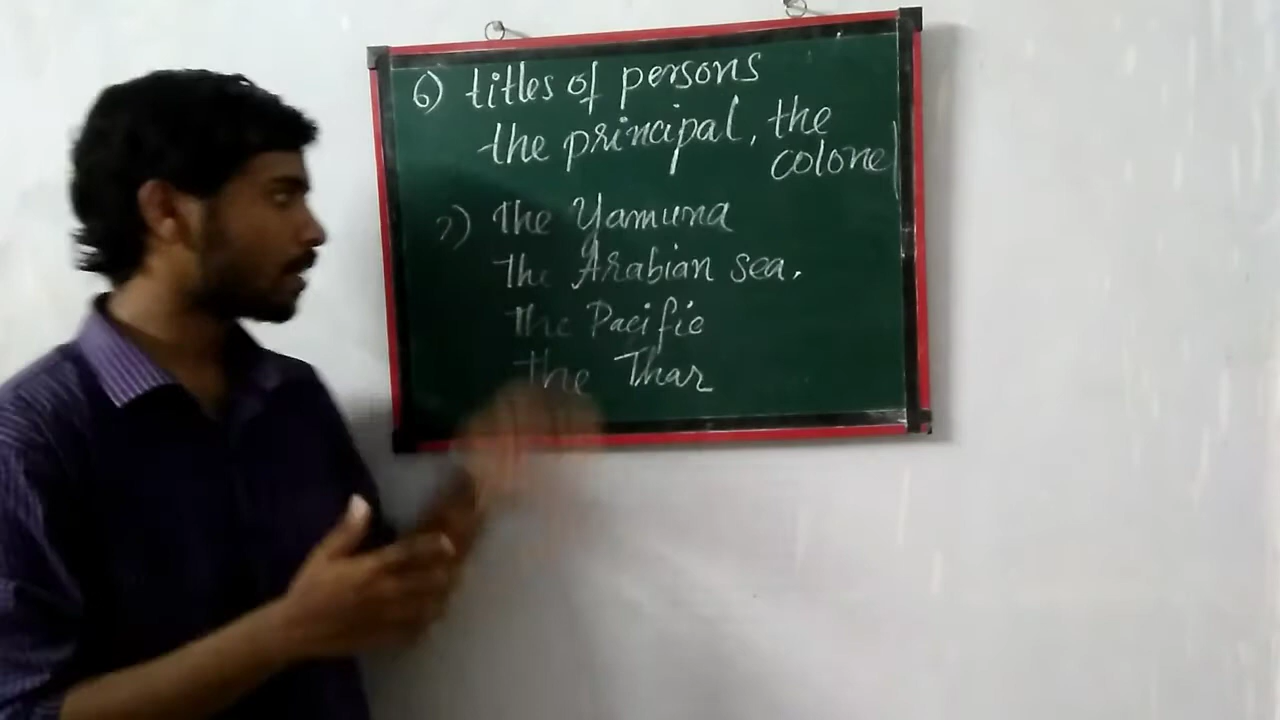 6) titles of persons
the principal, the
colonel
7) the Yamuna
The Arabian sea.
The Pacific
the Thar